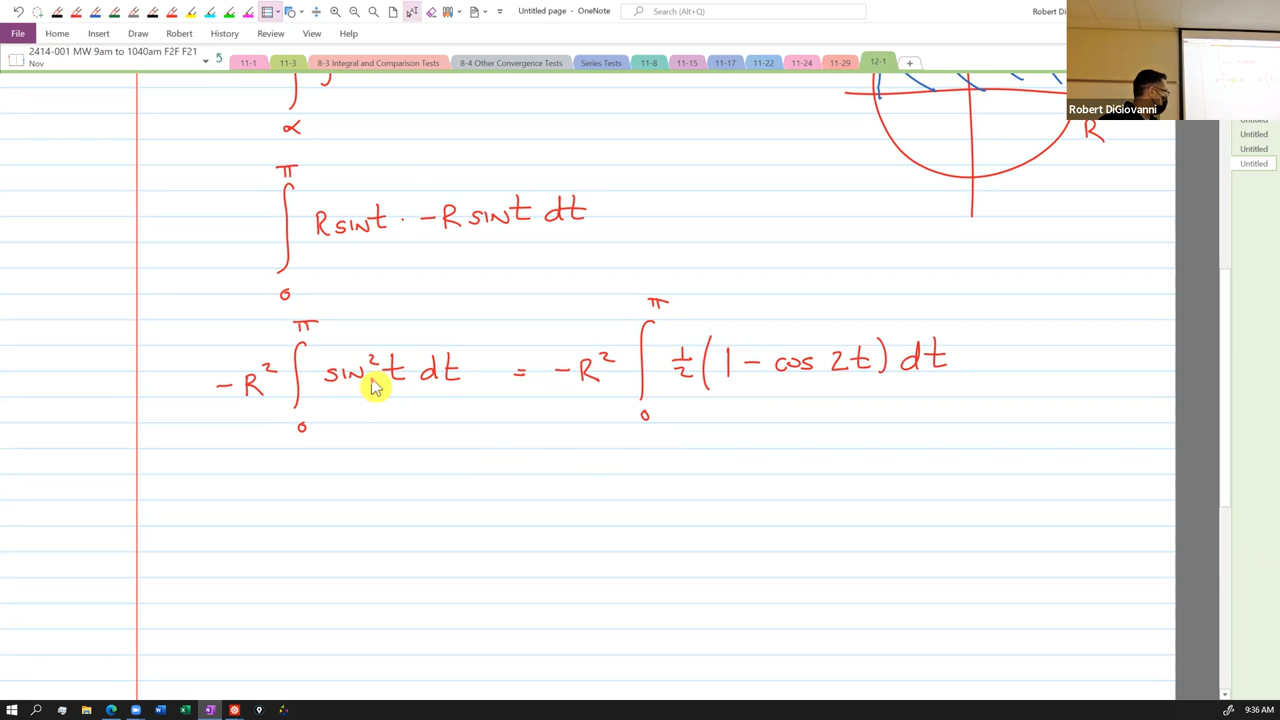 Untitled page - OneNote
Search (Alt+Q)
Robert Di
File Home Insert Draw Robert History Review View Help
Robert DiGiovanni
2414-001 MW 9am to 1040am F2F F21
Nov
5
11-1 11-3 8-3 Integral and Comparison Tests 8-4 Other Convergence Tests Series Tests 11-8 11-15 11-17 11-22 11-24 11-29 12-1 +
Untitled
Untitled
Untitled
Untitled
α
R
∫₀^π R sin t · -R sin t dt
-R² ∫₀^π sin² t dt = -R² ∫₀^π ½ (1 - cos 2t) dt
9:36 AM